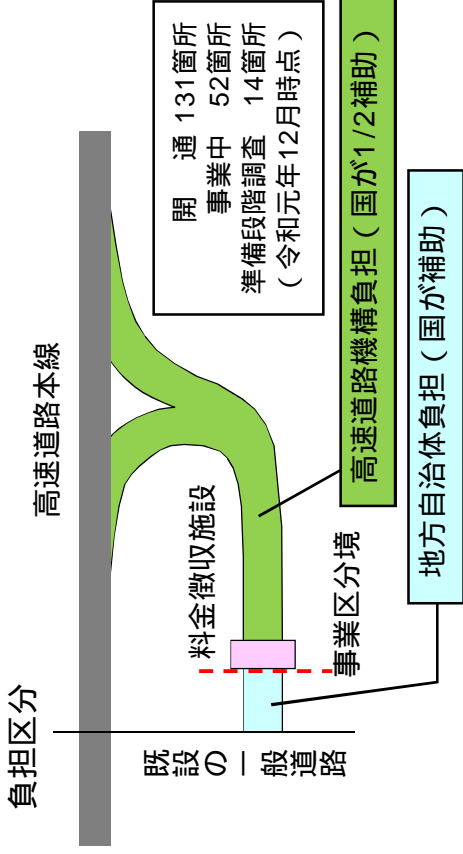 負担区分
高速道路本線
開　通 131箇所
事業中　52箇所
準備段階調査　14箇所
（令和元年12月時点）
料金徴収施設
事業区分境
既設の一般道路
高速道路機構負担（国が1/2補助）
地方自治体負担（国が補助）